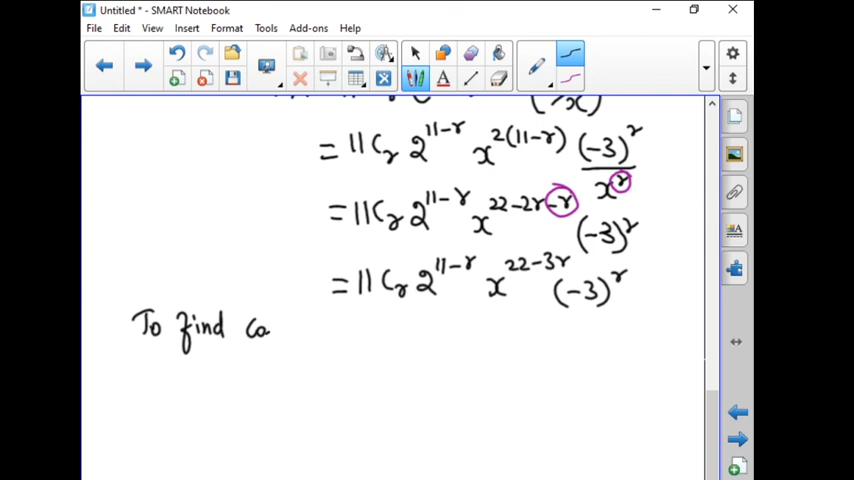 Untitled * - SMART Notebook
File Edit View Insert Format Tools Add-ons Help
= 11Cr 2^11-r x^2(11-r) (-3)^r / x^r
= 11Cr 2^11-r x^22-2r-r (-3)^r
= 11Cr 2^11-r x^22-3r (-3)^r
To find co